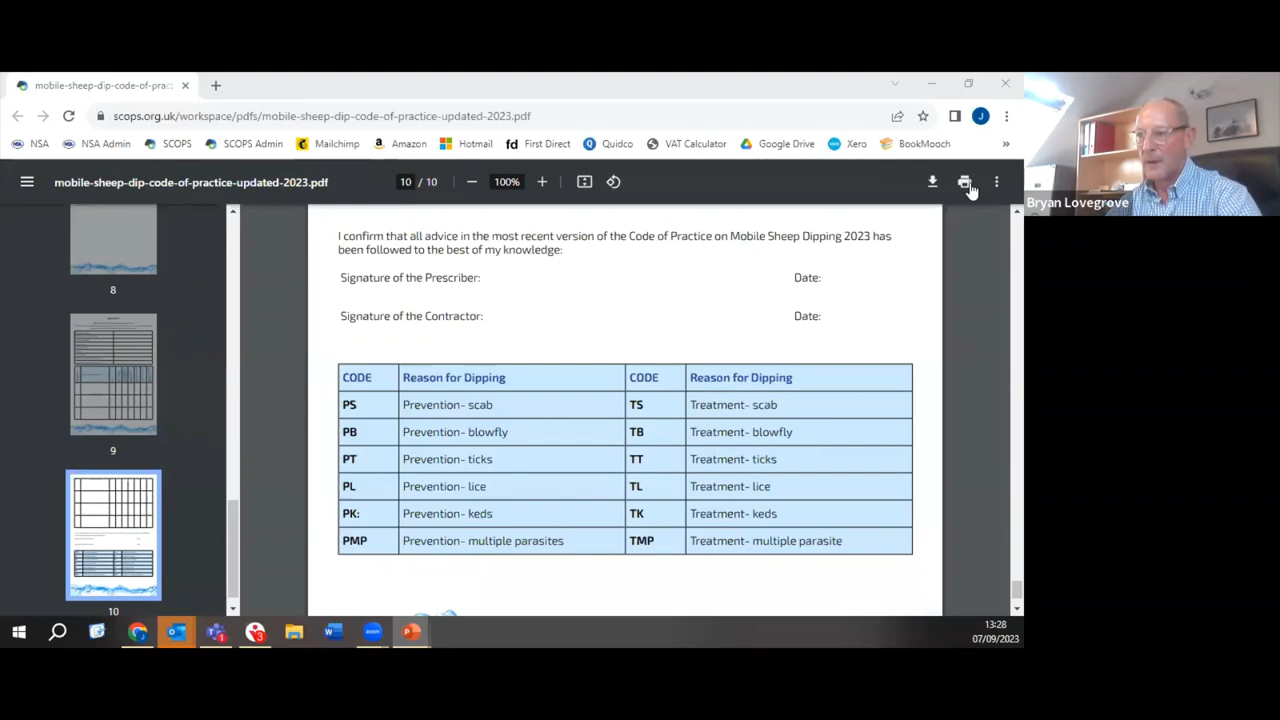 mobile-sheep-dip-code-of-prac
scops.org.uk/workspace/pdfs/mobile-sheep-dip-code-of-practice-updated-2023.pdf
J
NSA NSA Admin SCOPS SCOPS Admin Mailchimp Amazon Hotmail fd First Direct Quidco VAT Calculator Google Drive Xero BookMooch »
mobile-sheep-dip-code-of-practice-updated-2023.pdf 10 / 10 100%
Bryan Lovegrove
8
9
10
I confirm that all advice in the most recent version of the Code of Practice on Mobile Sheep Dipping 2023 has
been followed to the best of my knowledge:
Signature of the Prescriber: Date:
Signature of the Contractor: Date:
CODE Reason for Dipping CODE Reason for Dipping
PS Prevention- scab TS Treatment- scab
PB Prevention- blowfly TB Treatment- blowfly
PT Prevention- ticks TT Treatment- ticks
PL Prevention- lice TL Treatment- lice
PK: Prevention- keds TK Treatment- keds
PMP Prevention- multiple parasites TMP Treatment- multiple parasite
zoom
13:28
07/09/2023